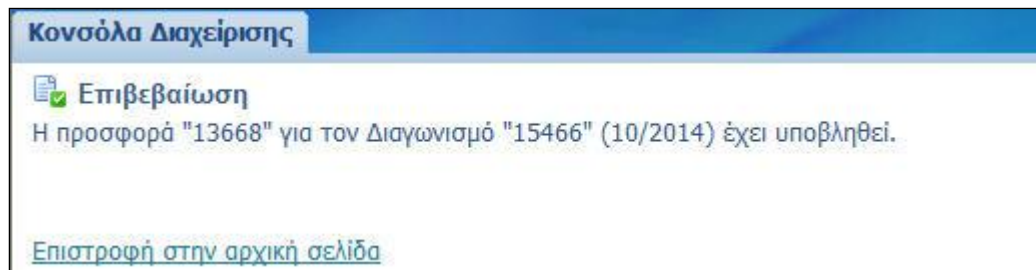 Κονσόλα Διαχείρισης
Επιβεβαίωση
Η προσφορά "13668" για τον Διαγωνισμό "15466" (10/2014) έχει υποβληθεί.
Επιστροφή στην αρχική σελίδα